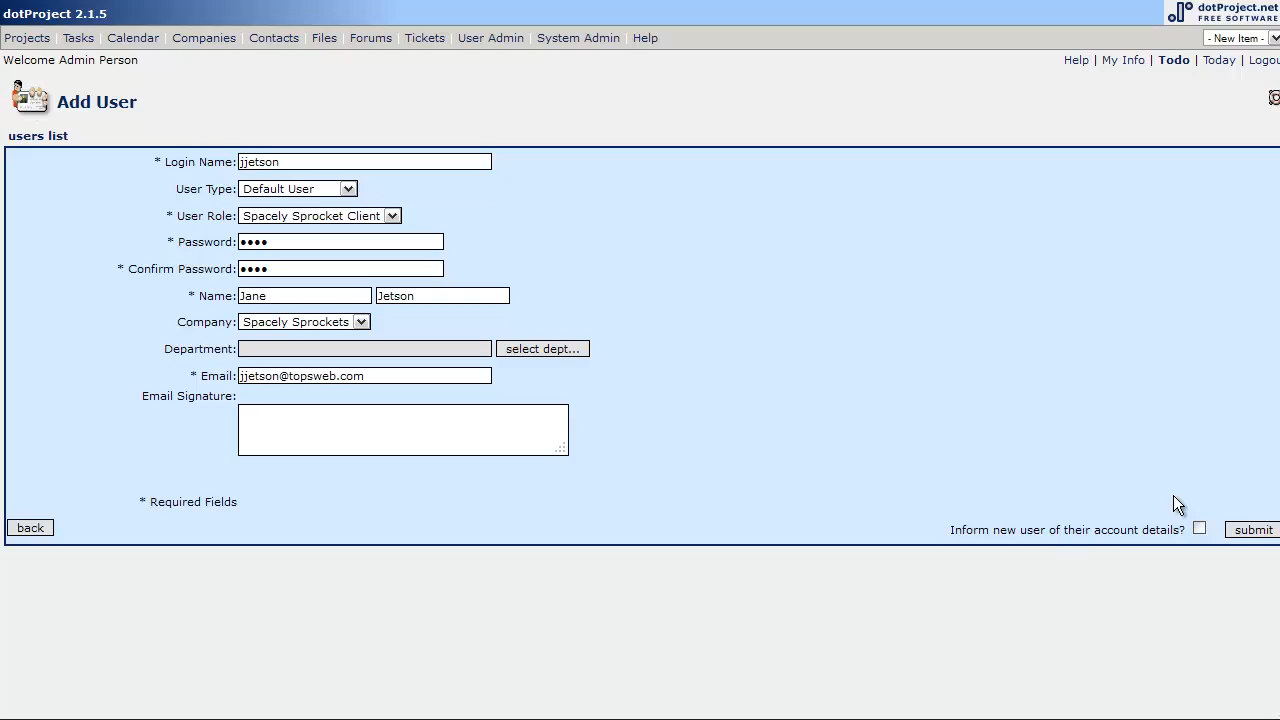 dotProject 2.1.5
dotProject.net
FREE SOFTWARE
Projects Tasks Calendar Companies Contacts Files Forums Tickets User Admin System Admin Help - New Item -
Welcome Admin Person Help | My Info | Todo | Today | Logou
Add User
users list
* Login Name: jjetson
User Type: Default User
* User Role: Spacely Sprocket Client
* Password: ••••
* Confirm Password: ••••
* Name: Jane Jetson
Company: Spacely Sprockets
Department: select dept...
* Email: jjetson@topsweb.com
Email Signature:
* Required Fields
back Inform new user of their account details? submit